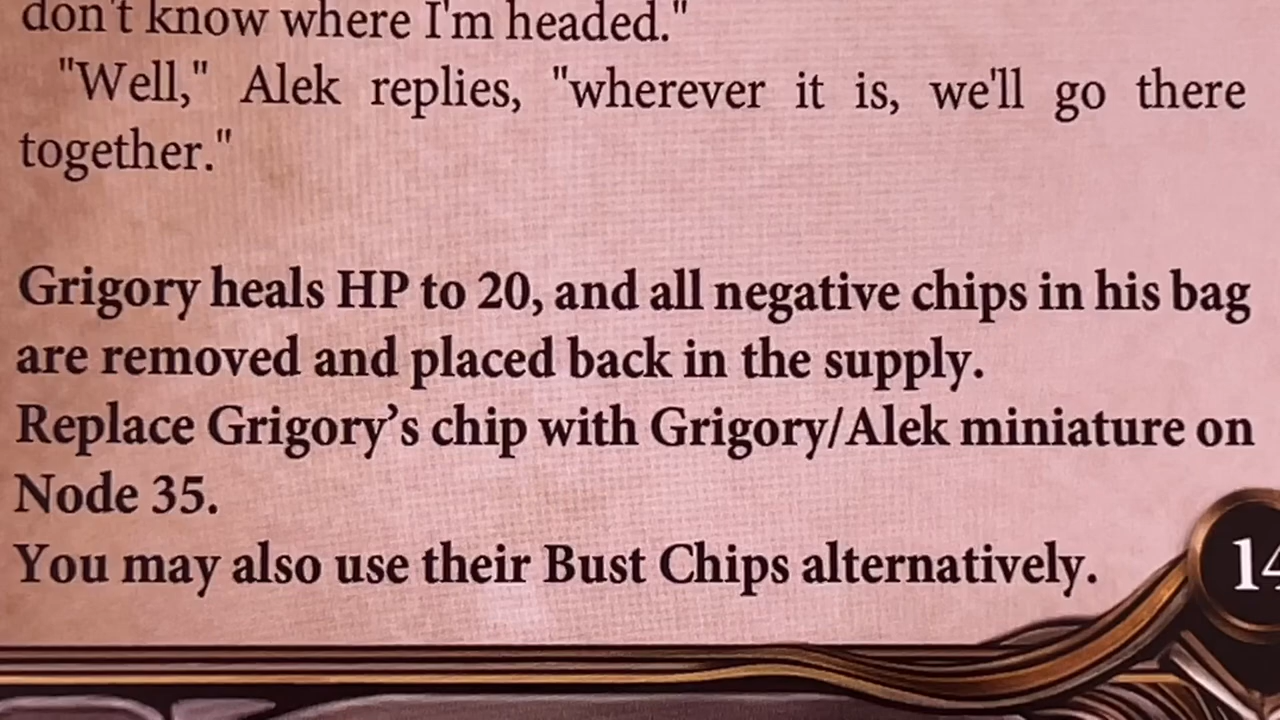 don't know where I'm headed."
"Well," Alek replies, "wherever it is, we'll go there
together."
Grigory heals HP to 20, and all negative chips in his bag
are removed and placed back in the supply.
Replace Grigory’s chip with Grigory/Alek miniature on
Node 35.
You may also use their Bust Chips alternatively.